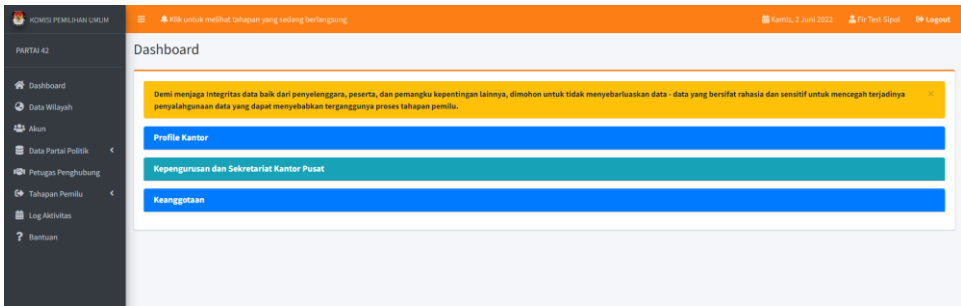 KOMISI PEMILIHAN UMUM
Klik untuk melihat tahapan yang sedang berlangsung
Kamis, 2 Juni 2022
Fir Test Sipol
Logout
PARTAI 42
Dashboard
Dashboard
Data Wilayah
Akun
Data Partai Politik
Petugas Penghubung
Tahapan Pemilu
Log Aktivitas
Bantuan
Demi menjaga Integritas data baik dari penyelenggara, peserta, dan pemangku kepentingan lainnya, dimohon untuk tidak menyebarluaskan data - data yang bersifat rahasia dan sensitif untuk mencegah terjadinya
penyalahgunaan data yang dapat menyebabkan terganggunya proses tahapan pemilu.
×
Profile Kantor
Kepengurusan dan Sekretariat Kantor Pusat
Keanggotaan